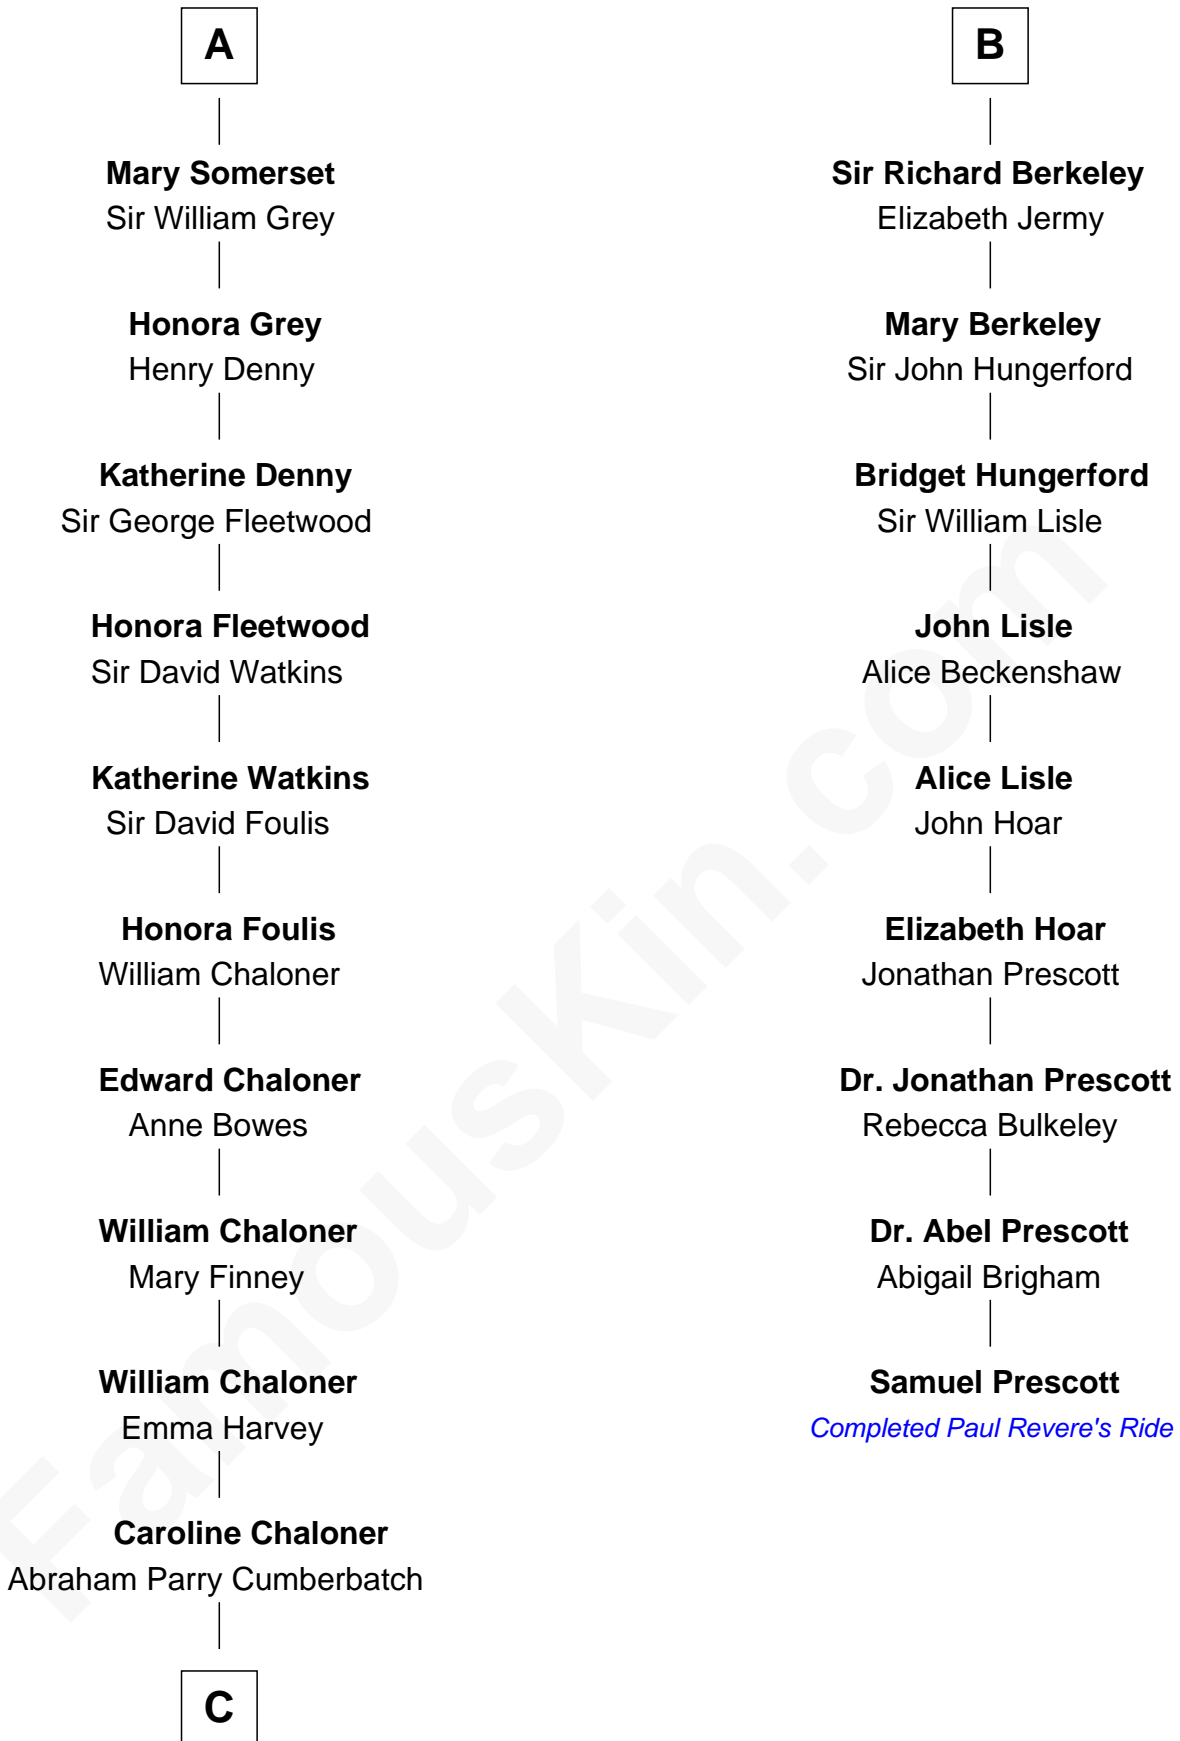 A
Mary Somerset
Sir William Grey
Honora Grey
Henry Denny
Katherine Denny
Sir George Fleetwood
Honora Fleetwood
Sir David Watkins
Katherine Watkins
Sir David Foulis
Honora Foulis
William Chaloner
Edward Chaloner
Anne Bowes
William Chaloner
Mary Finney
William Chaloner
Emma Harvey
Caroline Chaloner
Abraham Parry Cumberbatch
C
B
Sir Richard Berkeley
Elizabeth Jermy
Mary Berkeley
Sir John Hungerford
Bridget Hungerford
Sir William Lisle
John Lisle
Alice Beckenshaw
Alice Lisle
John Hoar
Elizabeth Hoar
Jonathan Prescott
Dr. Jonathan Prescott
Rebecca Bulkeley
Dr. Abel Prescott
Abigail Brigham
Samuel Prescott
Completed Paul Revere's Ride
FamousKin.com